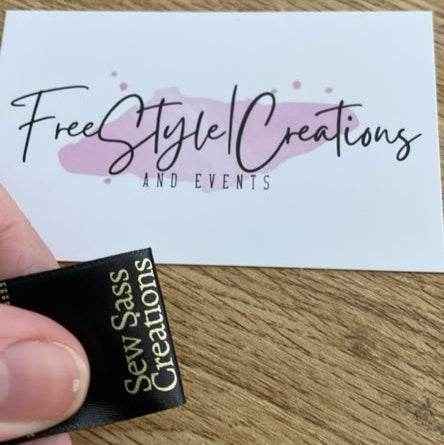 FreeStyle|Creations
AND EVENTS
Sew Sass
Creations